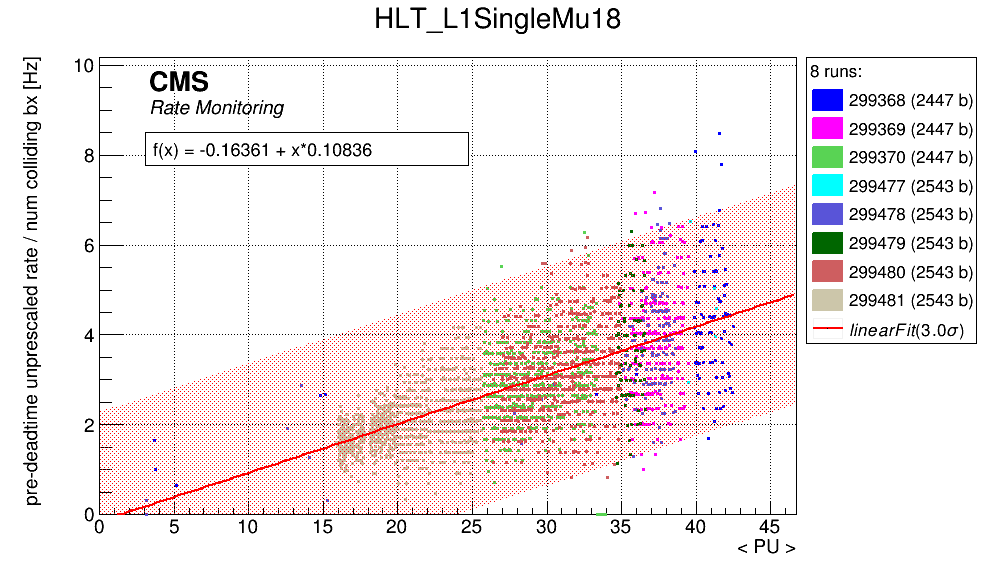 HLT_L1SingleMu18
pre-deadtime unprescaled rate / num colliding bx [Hz]
CMS
Rate Monitoring
f(x) = -0.16361 + x*0.10836
10
8
6
4
2
0
0 5 10 15 20 25 30 35 40 45
< PU >
8 runs:
299368 (2447 b)
299369 (2447 b)
299370 (2447 b)
299477 (2543 b)
299478 (2543 b)
299479 (2543 b)
299480 (2543 b)
299481 (2543 b)
linearFit(3.0σ)